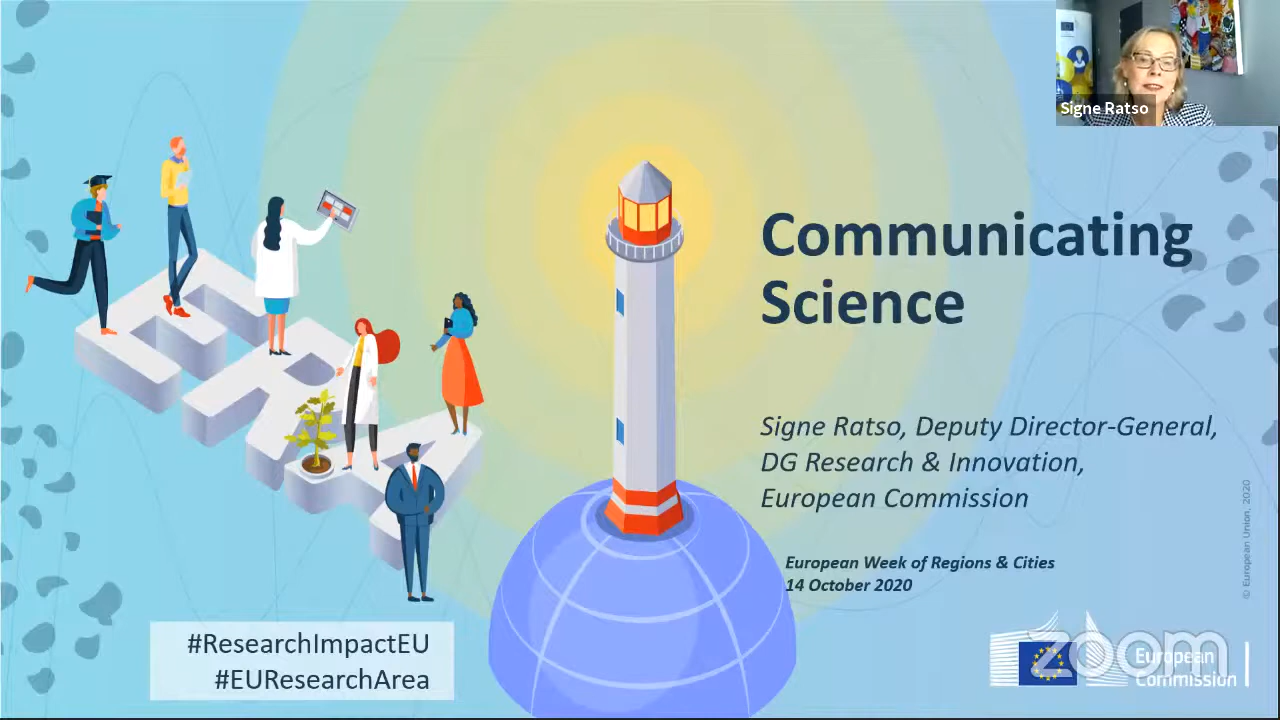 Signe Ratso
ERA
Communicating
Science
Signe Ratso, Deputy Director-General,
DG Research & Innovation,
European Commission
European Week of Regions & Cities
14 October 2020
© European Union, 2020
#ResearchImpactEU
#EUResearchArea
zoom
European
Commission